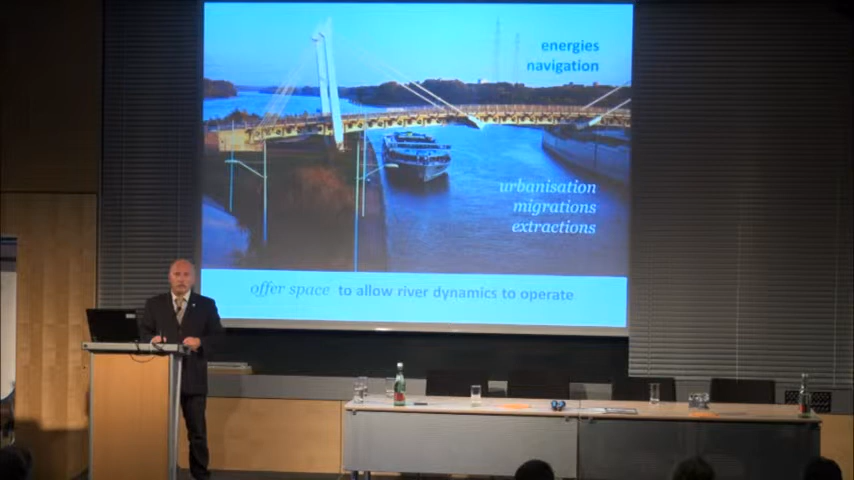 energies
navigation
urbanisation
migrations
extractions
offer space to allow river dynamics to operate